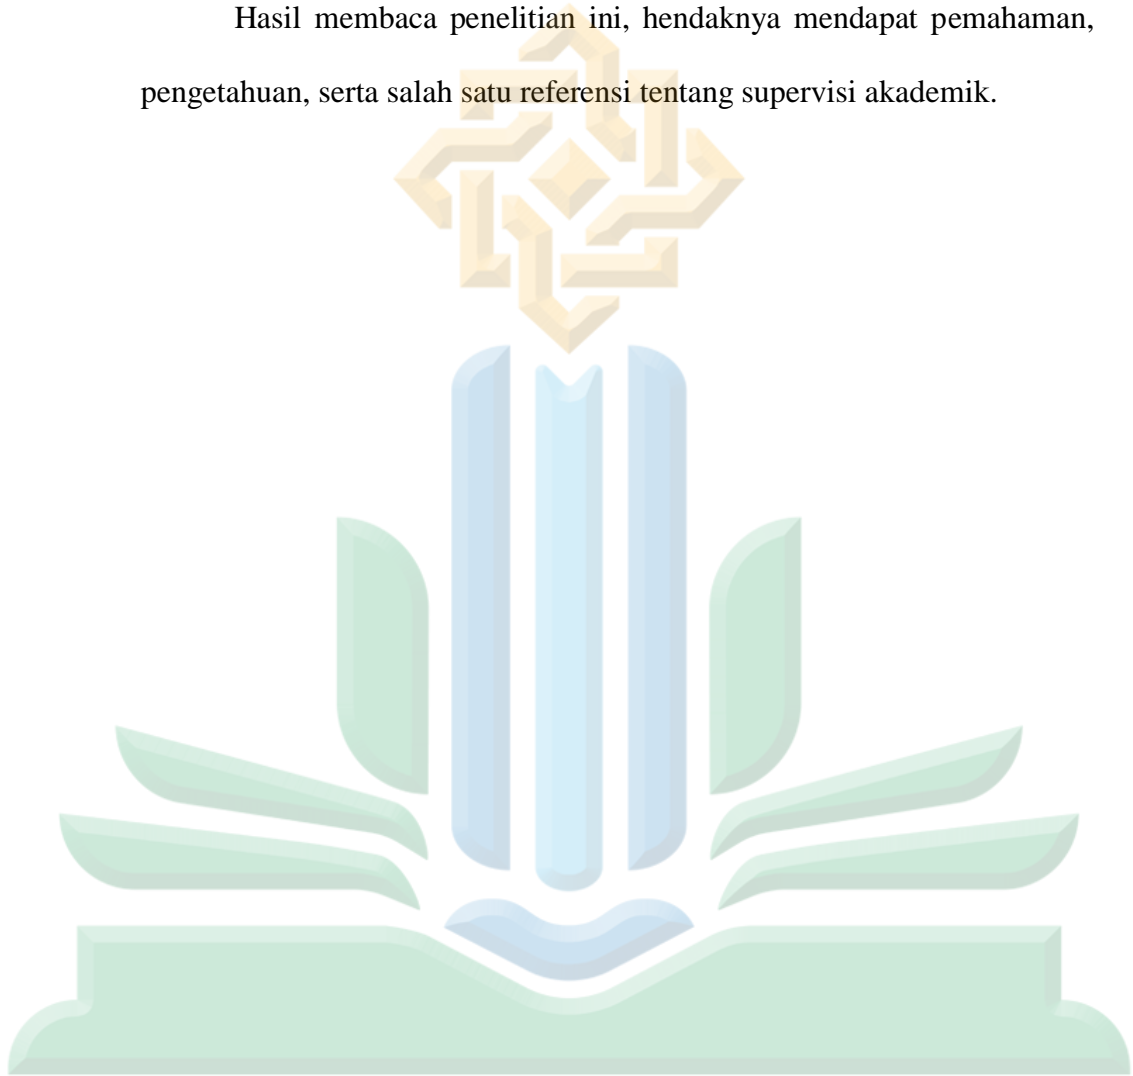 Hasil membaca penelitian ini, hendaknya mendapat pemahaman,
pengetahuan, serta salah satu referensi tentang supervisi akademik.